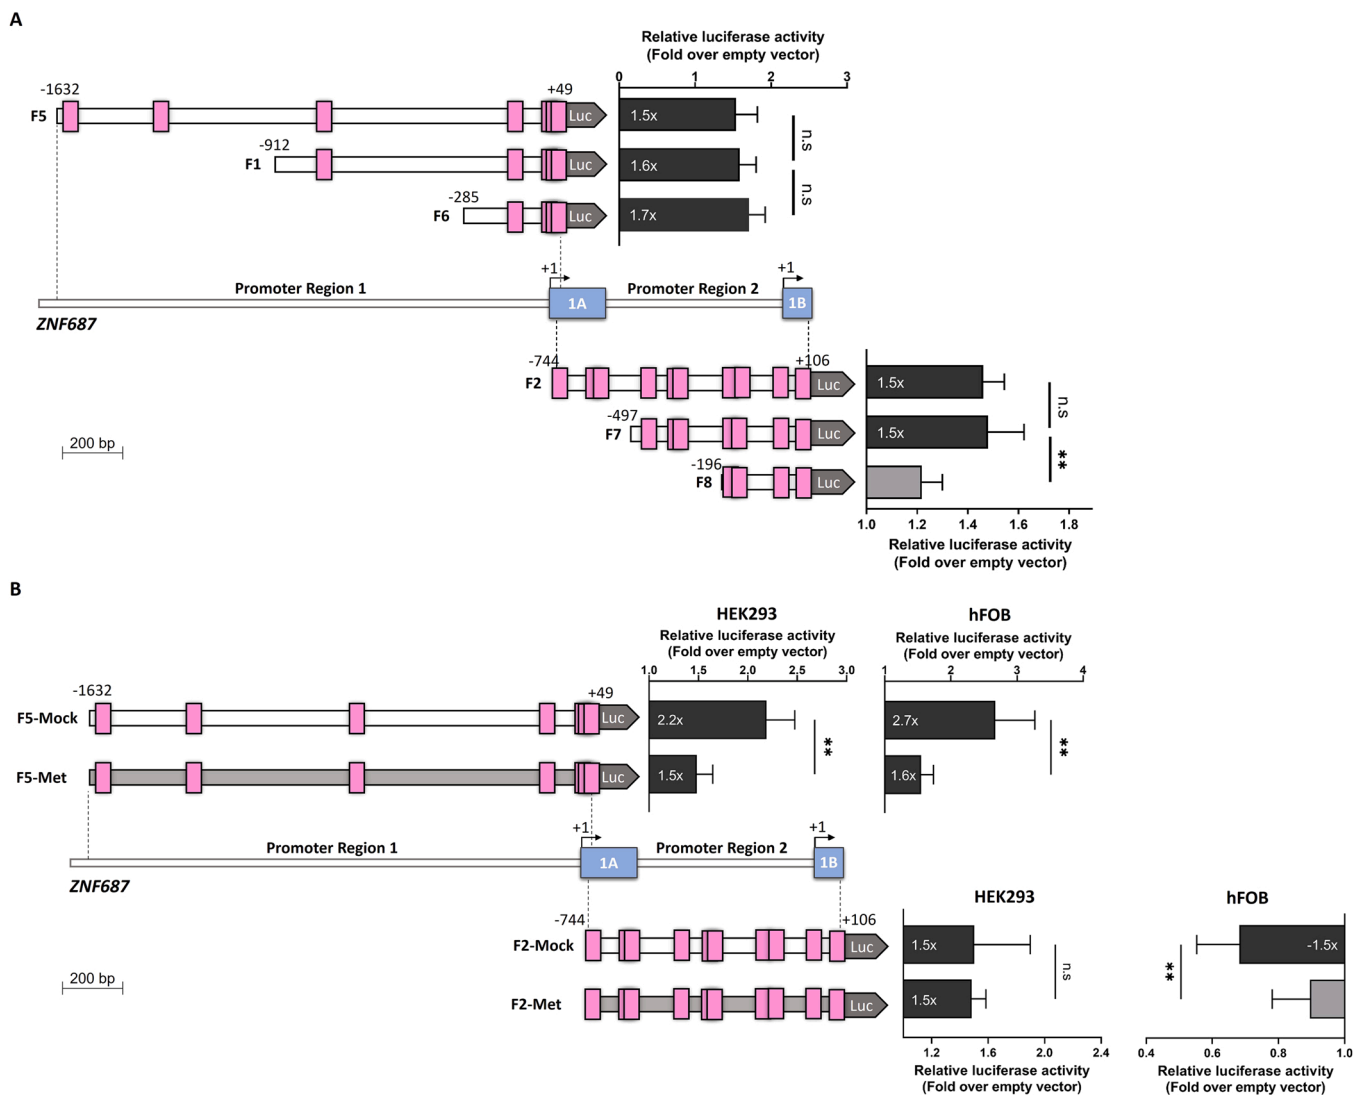 A
Relative luciferase activity
(Fold over empty vector)
0 1 2 3
-1632 +49
F5 Luc 1.5x
n.s
-912
F1 Luc 1.6x
n.s
-285
F6 Luc 1.7x
+1 +1
Promoter Region 1 1A Promoter Region 2 1B
ZNF687
-744 +106
F2 Luc 1.5x
n.s
-497
F7 Luc 1.5x
**
200 bp
-196
F8 Luc
1.0 1.2 1.4 1.6 1.8
Relative luciferase activity
(Fold over empty vector)
B
HEK293 hFOB
Relative luciferase activity Relative luciferase activity
(Fold over empty vector) (Fold over empty vector)
1.0 1.5 2.0 2.5 3.0 1 2 3 4
-1632 +49
F5-Mock Luc 2.2x 2.7x
** **
F5-Met Luc 1.5x 1.6x
+1 +1
Promoter Region 1 1A Promoter Region 2 1B
ZNF687
HEK293 hFOB
-744 +106
F2-Mock Luc 1.5x -1.5x
n.s **
200 bp
F2-Met Luc 1.5x
1.2 1.6 2.0 2.4 0.4 0.6 0.8 1.0
Relative luciferase activity Relative luciferase activity
(Fold over empty vector) (Fold over empty vector)